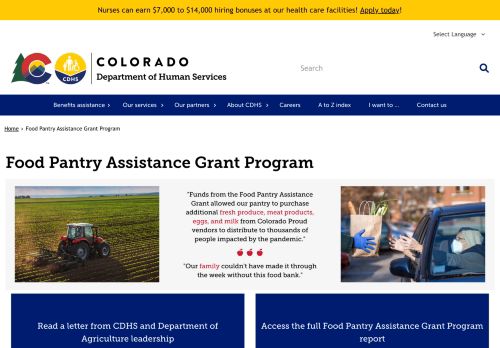 Nurses can earn $7,000 to $14,000 hiring bonuses at our health care facilities! Apply today!
Select Language
COLORADO
Department of Human Services
CDHS
Search
Benefits assistance
Our services
Our partners
About CDHS
Careers
A to Z index
I want to ...
Contact us
Home › Food Pantry Assistance Grant Program
Food Pantry Assistance Grant Program
"Funds from the Food Pantry Assistance
Grant allowed our pantry to purchase
additional fresh produce, meat products,
eggs, and milk from Colorado Proud
vendors to distribute to thousands of
people impacted by the pandemic."
"Our family couldn't have made it through
the week without this food bank."
Read a letter from CDHS and Department of
Agriculture leadership
Access the full Food Pantry Assistance Grant Program
report